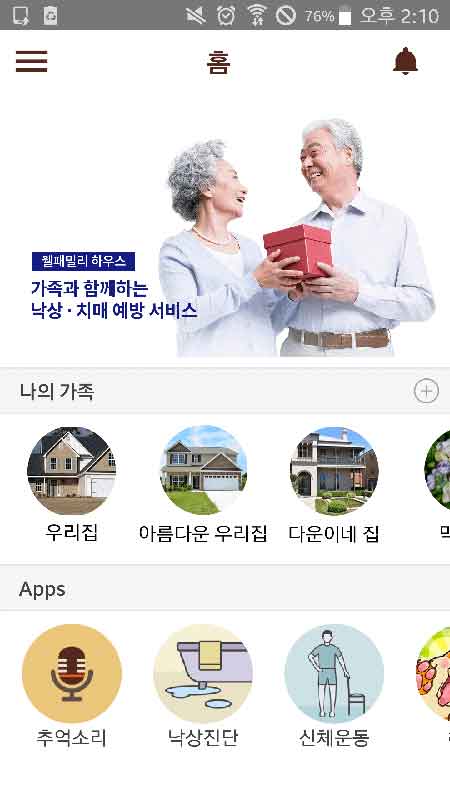 76% 오후 2:10
홈
웰패밀리 하우스
가족과 함께하는
낙상 · 치매 예방 서비스
나의 가족
우리집 아름다운 우리집 다운이네 집
Apps
추억소리 낙상진단 신체운동